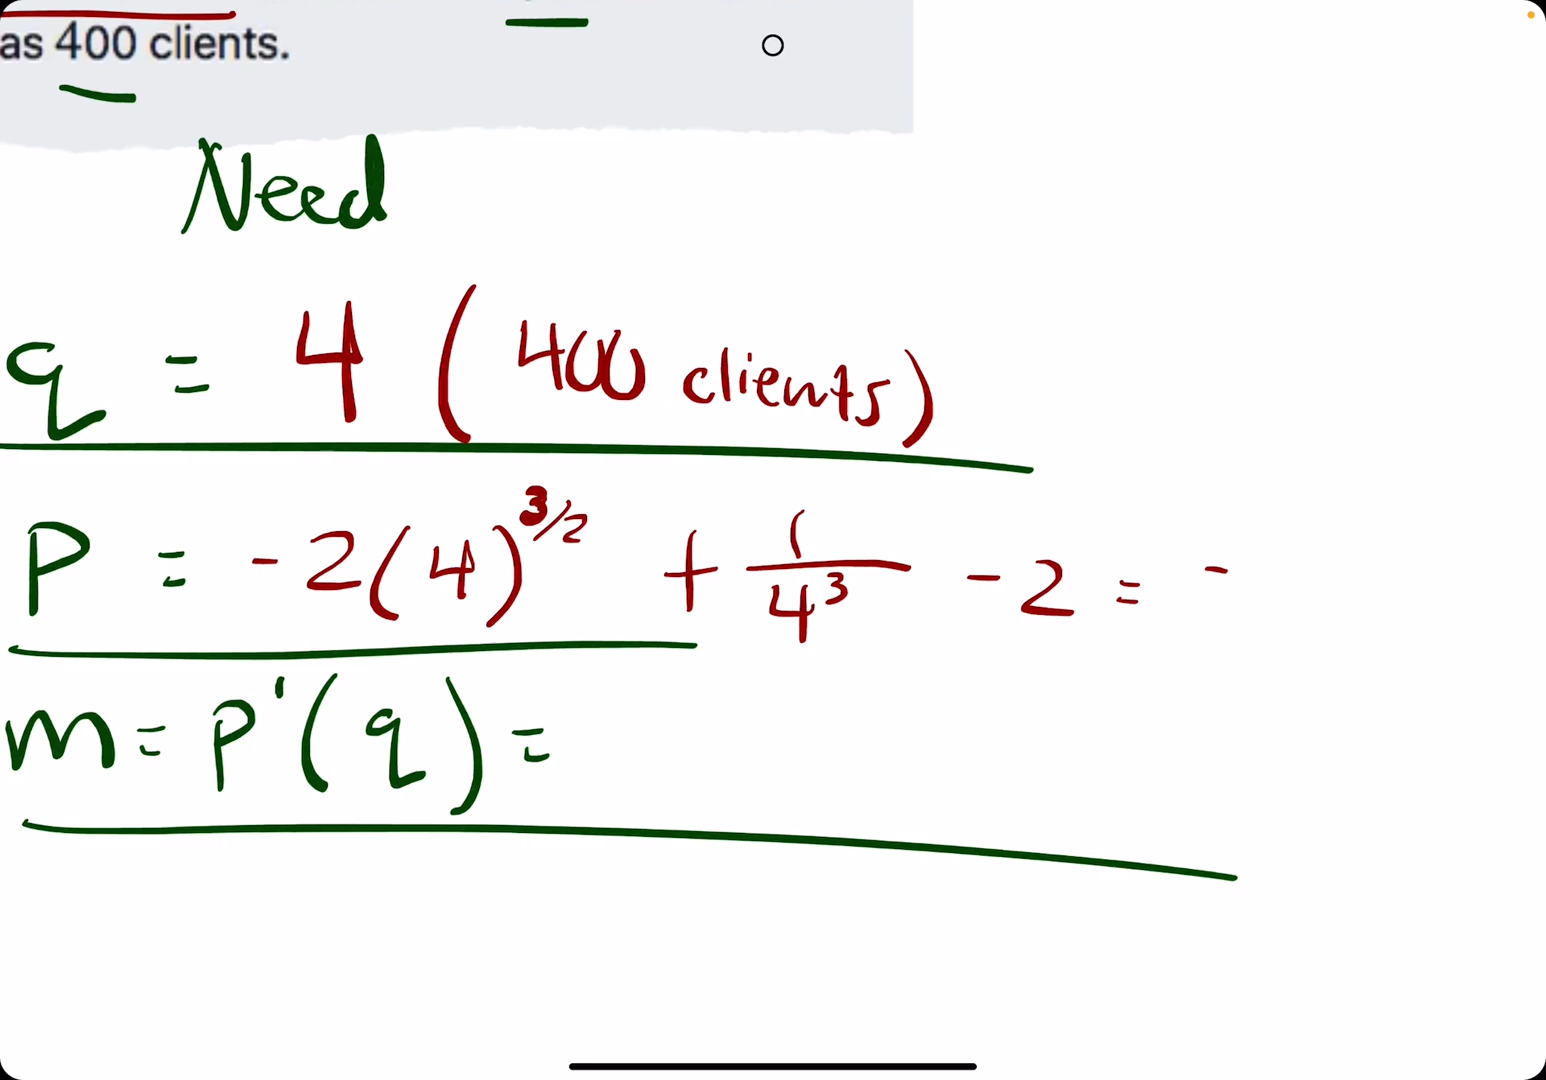 as 400 clients.
Need
q = 4 (400 clients)
P = -2(4)^3/2 + 1/4^3 - 2 = -
m = P'(q) =